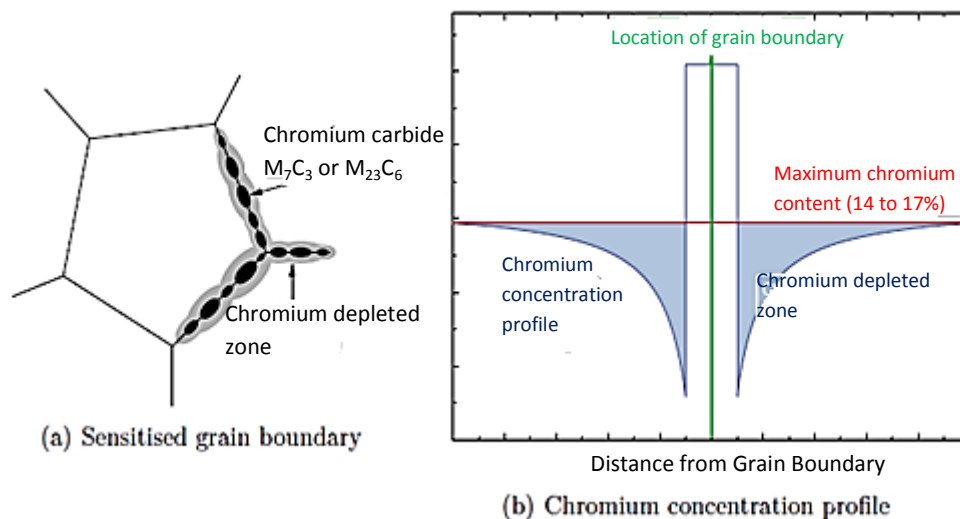 Chromium carbide
M₇C₃ or M₂₃C₆
Chromium depleted
zone
(a) Sensitised grain boundary
Location of grain boundary
Maximum chromium
content (14 to 17%)
Chromium
concentration
profile
Chromium depleted
zone
Distance from Grain Boundary
(b) Chromium concentration profile